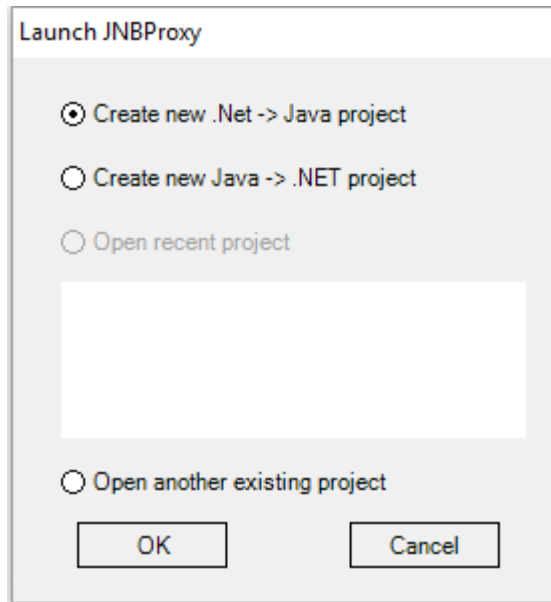 Launch JNBProxy
Create new .Net -> Java project
Create new Java -> .NET project
Open recent project
Open another existing project
OK
Cancel